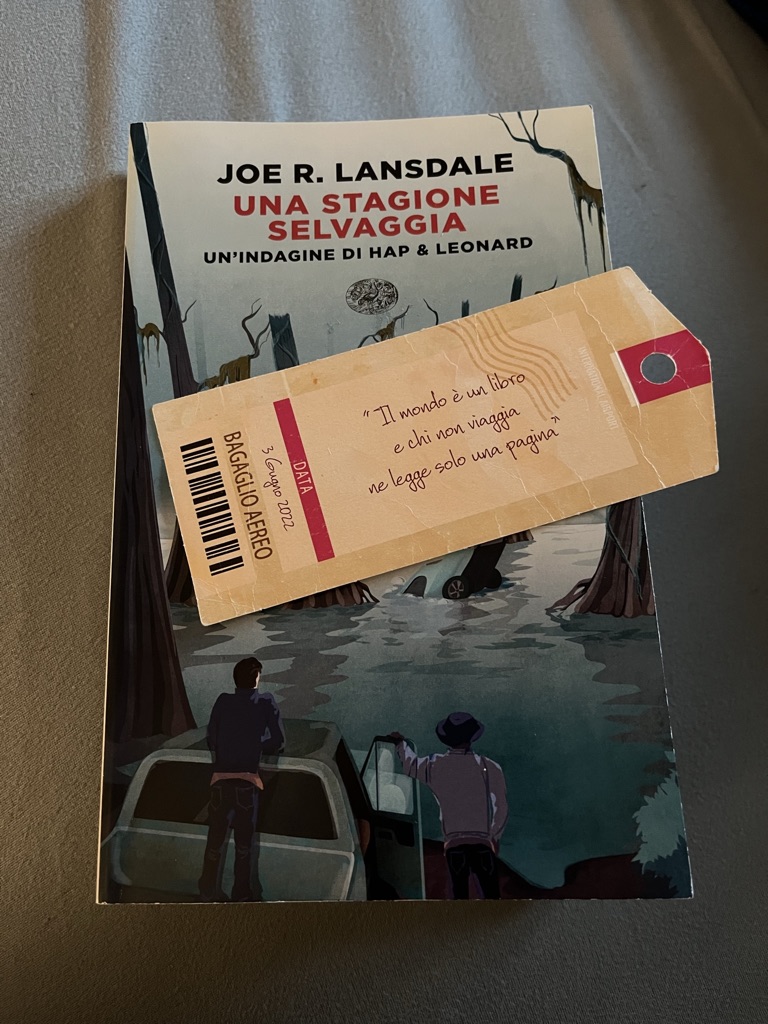 JOE R. LANSDALE
UNA STAGIONE
SELVAGGIA
UN'INDAGINE DI HAP & LEONARD
BAGAGLIO AEREO
3 Giugno 2022
DATA
"Il mondo è un libro
e chi non viaggia
ne legge solo una pagina"